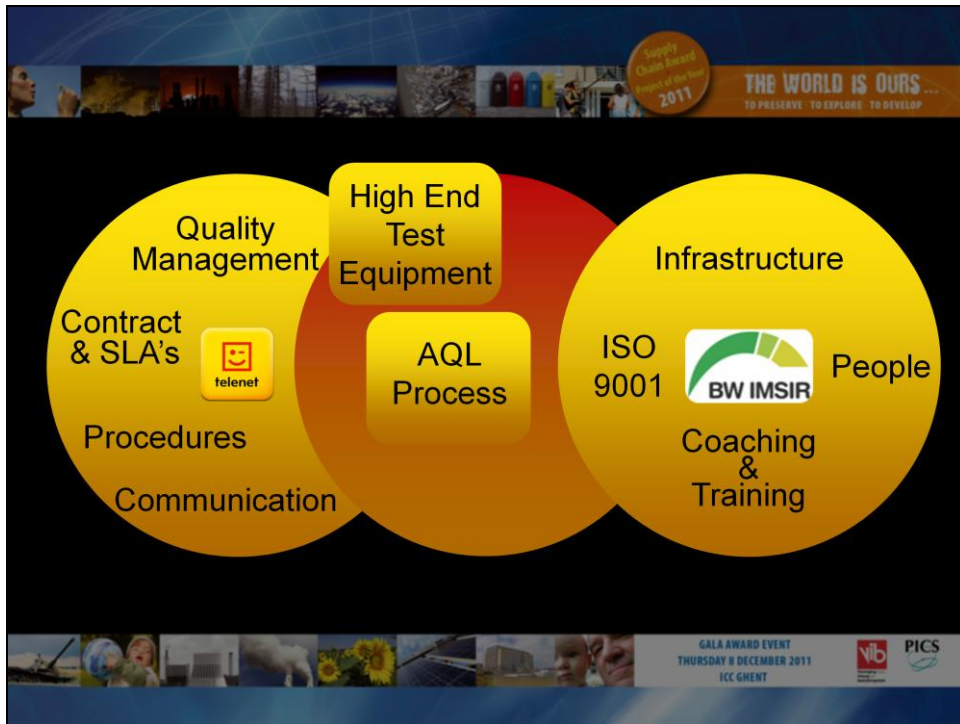 Supply
Chain Award
Project of the Year
2011
THE WORLD IS OURS...
TO PRESERVE TO EXPLORE TO DEVELOP
Quality
Management
Contract
& SLA's
telenet
Procedures
Communication
High End
Test
Equipment
AQL
Process
Infrastructure
ISO
9001
BW IMSIR
People
Coaching
&
Training
GALA AWARD EVENT
THURSDAY 8 DECEMBER 2011
ICC GHENT
vib
PICS